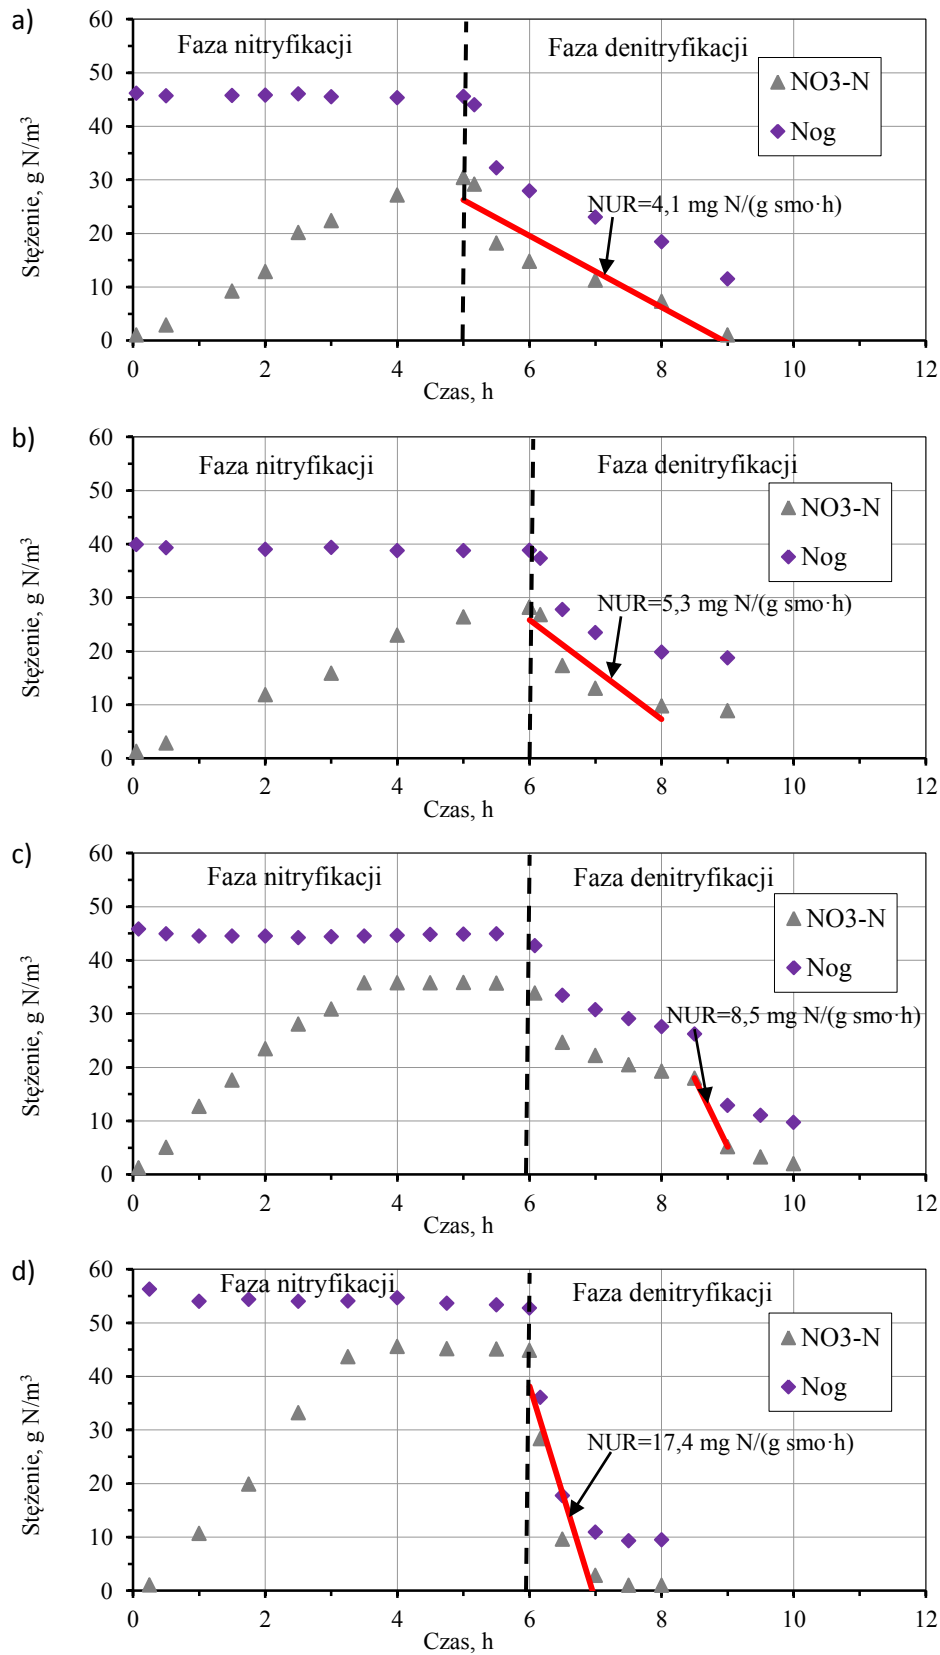 a)
60
50
40
30
20
10
0
Stężenie, g N/m³
Faza nitryfikacji
Faza denitryfikacji
NO3-N
Nog
NUR=4,1 mg N/(g smo·h)
0 2 4 6 8 10 12
Czas, h
b)
60
50
40
30
20
10
0
Stężenie, g N/m³
Faza nitryfikacji
Faza denitryfikacji
NO3-N
Nog
NUR=5,3 mg N/(g smo·h)
0 2 4 6 8 10 12
Czas, h
c)
60
50
40
30
20
10
0
Stężenie, g N/m³
Faza nitryfikacji
Faza denitryfikacji
NO3-N
Nog
NUR=8,5 mg N/(g smo·h)
0 2 4 6 8 10 12
Czas, h
d)
60
50
40
30
20
10
0
Stężenie, g N/m³
Faza nitryfikacji
Faza denitryfikacji
NO3-N
Nog
NUR=17,4 mg N/(g smo·h)
0 2 4 6 8 10 12
Czas, h